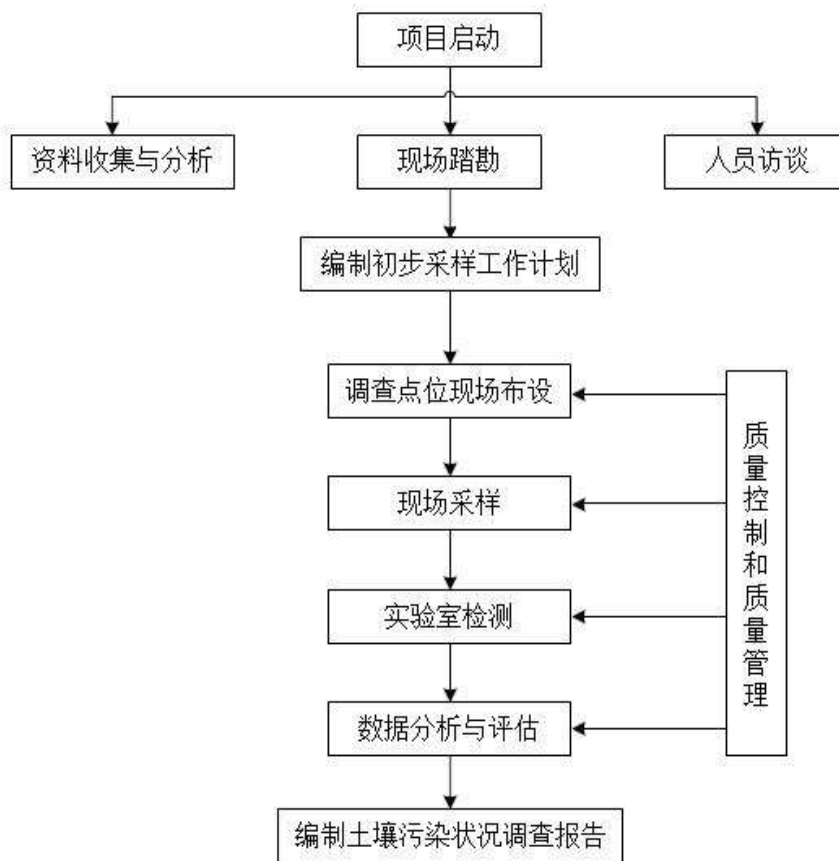 项目启动
资料收集与分析
现场踏勘
人员访谈
编制初步采样工作计划
调查点位现场布设
现场采样
实验室检测
数据分析与评估
质量控制和质量管理
编制土壤污染状况调查报告